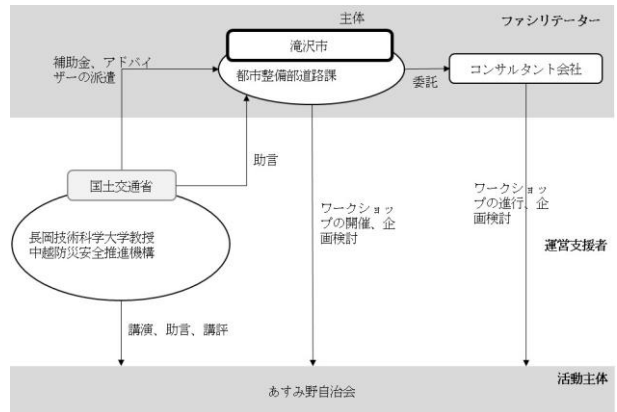 主体
ファシリテーター
滝沢市
補助金、アドバイ
ザーの派遣
都市整備部道路課
委託
コンサルタント会社
助言
国土交通省
長岡技術科学大学教授
中越防災安全推進機構
ワークショッ
プの開催、企
画検討
ワークショッ
プの進行、企
画検討
運営支援者
講演、助言、講評
活動主体
あすみ野自治会